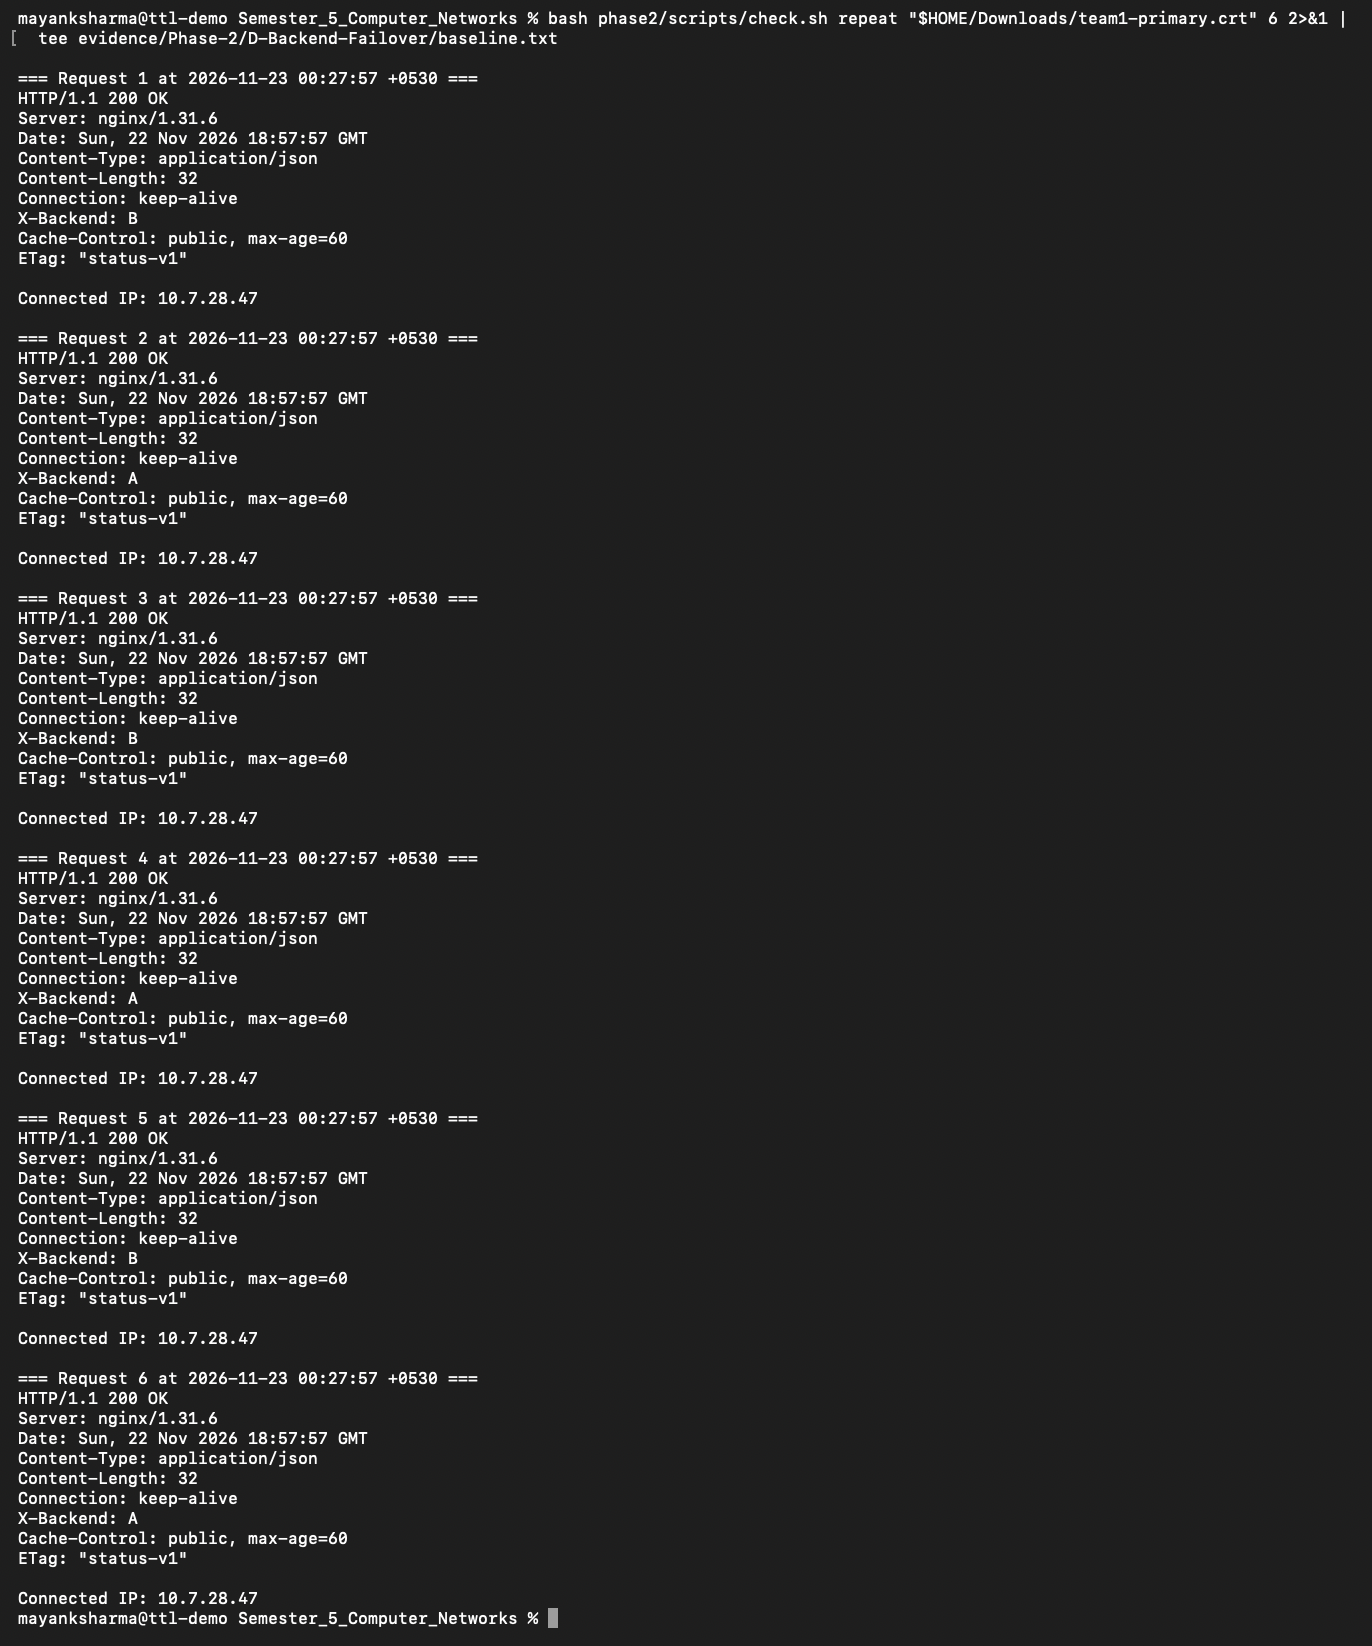 mayanksharma@ttl-demo Semester_5_Computer_Networks % bash phase2/scripts/check.sh repeat "$HOME/Downloads/team1-primary.crt" 6 2>&1 |
[  tee evidence/Phase-2/D-Backend-Failover/baseline.txt
=== Request 1 at 2026-11-23 00:27:57 +0530 ===
HTTP/1.1 200 OK
Server: nginx/1.31.6
Date: Sun, 22 Nov 2026 18:57:57 GMT
Content-Type: application/json
Content-Length: 32
Connection: keep-alive
X-Backend: B
Cache-Control: public, max-age=60
ETag: "status-v1"
Connected IP: 10.7.28.47
=== Request 2 at 2026-11-23 00:27:57 +0530 ===
HTTP/1.1 200 OK
Server: nginx/1.31.6
Date: Sun, 22 Nov 2026 18:57:57 GMT
Content-Type: application/json
Content-Length: 32
Connection: keep-alive
X-Backend: A
Cache-Control: public, max-age=60
ETag: "status-v1"
Connected IP: 10.7.28.47
=== Request 3 at 2026-11-23 00:27:57 +0530 ===
HTTP/1.1 200 OK
Server: nginx/1.31.6
Date: Sun, 22 Nov 2026 18:57:57 GMT
Content-Type: application/json
Content-Length: 32
Connection: keep-alive
X-Backend: B
Cache-Control: public, max-age=60
ETag: "status-v1"
Connected IP: 10.7.28.47
=== Request 4 at 2026-11-23 00:27:57 +0530 ===
HTTP/1.1 200 OK
Server: nginx/1.31.6
Date: Sun, 22 Nov 2026 18:57:57 GMT
Content-Type: application/json
Content-Length: 32
Connection: keep-alive
X-Backend: A
Cache-Control: public, max-age=60
ETag: "status-v1"
Connected IP: 10.7.28.47
=== Request 5 at 2026-11-23 00:27:57 +0530 ===
HTTP/1.1 200 OK
Server: nginx/1.31.6
Date: Sun, 22 Nov 2026 18:57:57 GMT
Content-Type: application/json
Content-Length: 32
Connection: keep-alive
X-Backend: B
Cache-Control: public, max-age=60
ETag: "status-v1"
Connected IP: 10.7.28.47
=== Request 6 at 2026-11-23 00:27:57 +0530 ===
HTTP/1.1 200 OK
Server: nginx/1.31.6
Date: Sun, 22 Nov 2026 18:57:57 GMT
Content-Type: application/json
Content-Length: 32
Connection: keep-alive
X-Backend: A
Cache-Control: public, max-age=60
ETag: "status-v1"
Connected IP: 10.7.28.47
mayanksharma@ttl-demo Semester_5_Computer_Networks %